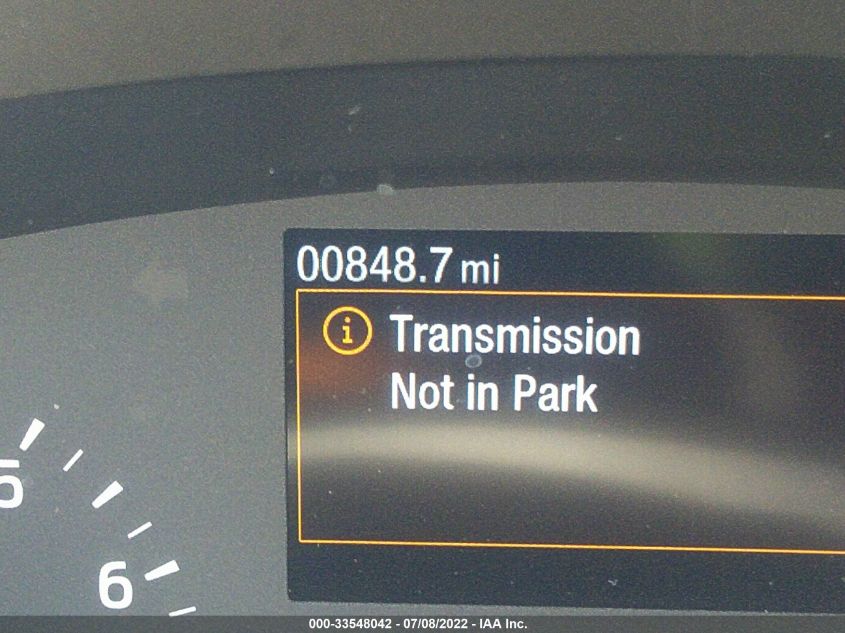 00848.7 mi
Transmission
Not in Park
5
6
000-33548042 - 07/08/2022 - IAA Inc.